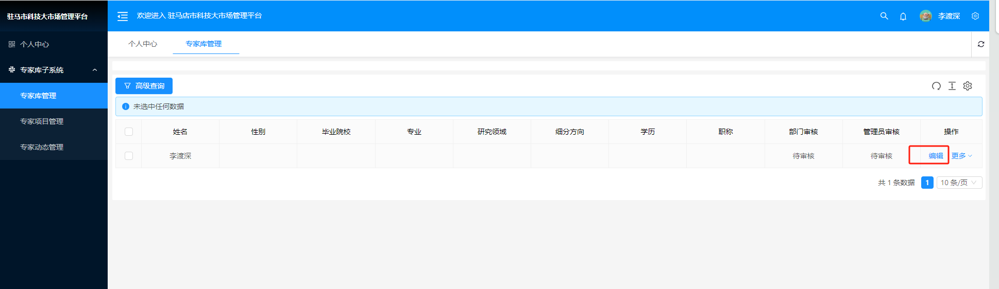 驻马市科技大市场管理平台
欢迎进入 驻马店市科技大市场管理平台
李渡深
个人中心
专家库子系统
专家库管理
专家项目管理
专家动态管理
个人中心 专家库管理
高级查询
未选中任何数据
姓名 性别 毕业院校 专业 研究领域 细分方向 学历 职称 部门审核 管理员审核 操作
李渡深 待审核 待审核 编辑 更多
共 1 条数据 1 10 条/页